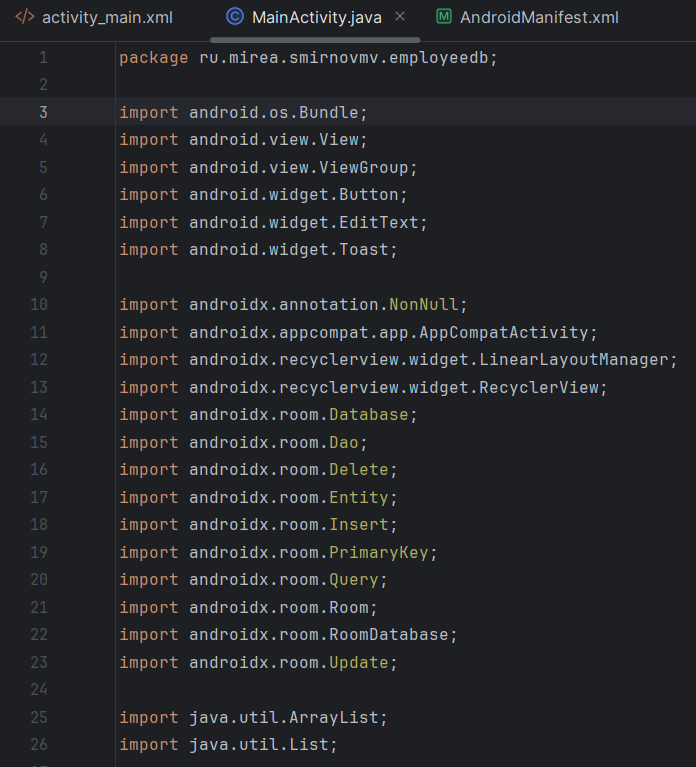 activity_main.xml MainActivity.java AndroidManifest.xml
1 package ru.mirea.smirnovmv.employeedb;
2
3 import android.os.Bundle;
4 import android.view.View;
5 import android.view.ViewGroup;
6 import android.widget.Button;
7 import android.widget.EditText;
8 import android.widget.Toast;
9
10 import androidx.annotation.NonNull;
11 import androidx.appcompat.app.AppCompatActivity;
12 import androidx.recyclerview.widget.LinearLayoutManager;
13 import androidx.recyclerview.widget.RecyclerView;
14 import androidx.room.Database;
15 import androidx.room.Dao;
16 import androidx.room.Delete;
17 import androidx.room.Entity;
18 import androidx.room.Insert;
19 import androidx.room.PrimaryKey;
20 import androidx.room.Query;
21 import androidx.room.Room;
22 import androidx.room.RoomDatabase;
23 import androidx.room.Update;
24
25 import java.util.ArrayList;
26 import java.util.List;